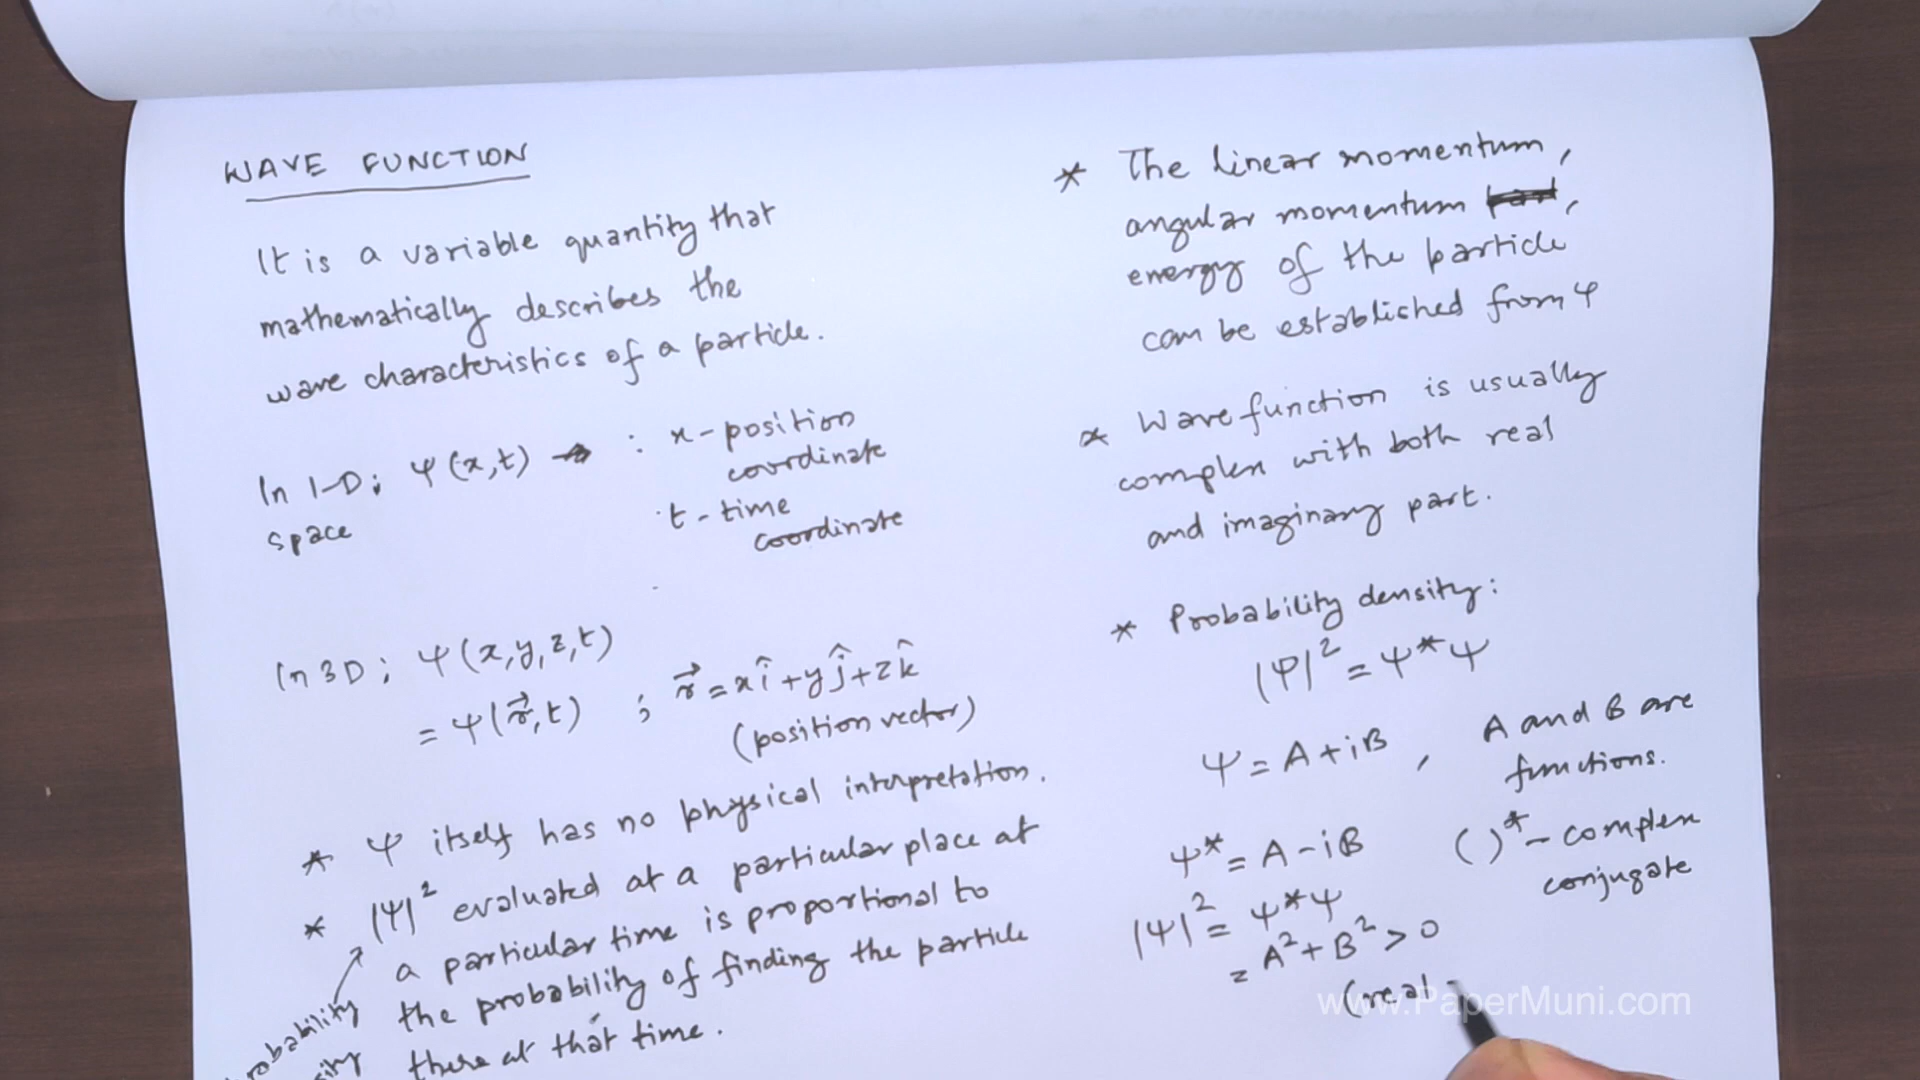 WAVE FUNCTION
It is a variable quantity that
mathematically describes the
wave characteristics of a particle.
In 1-D; Ψ(x,t) : x - position
coordinate
space t - time
coordinate
In 3D; Ψ(x,y,z,t)
= Ψ(r⃗,t) ; r⃗ = xî + yĵ + zk̂
(position vector)
* Ψ itself has no physical interpretation.
* |Ψ|² evaluated at a particular place at
a particular time is proportional to
the probability of finding the particle
there at that time.
* The linear momentum,
angular momentum ,
energy of the particle
can be established from Ψ
* Wave function is usually
complex with both real
and imaginary part.
* Probability density:
|Ψ|² = Ψ*Ψ
Ψ = A + iB , A and B are
functions.
Ψ* = A - iB ( )* - complex
conjugate
|Ψ|² = Ψ*Ψ
= A² + B² > 0
(real
www.PaperMuni.com